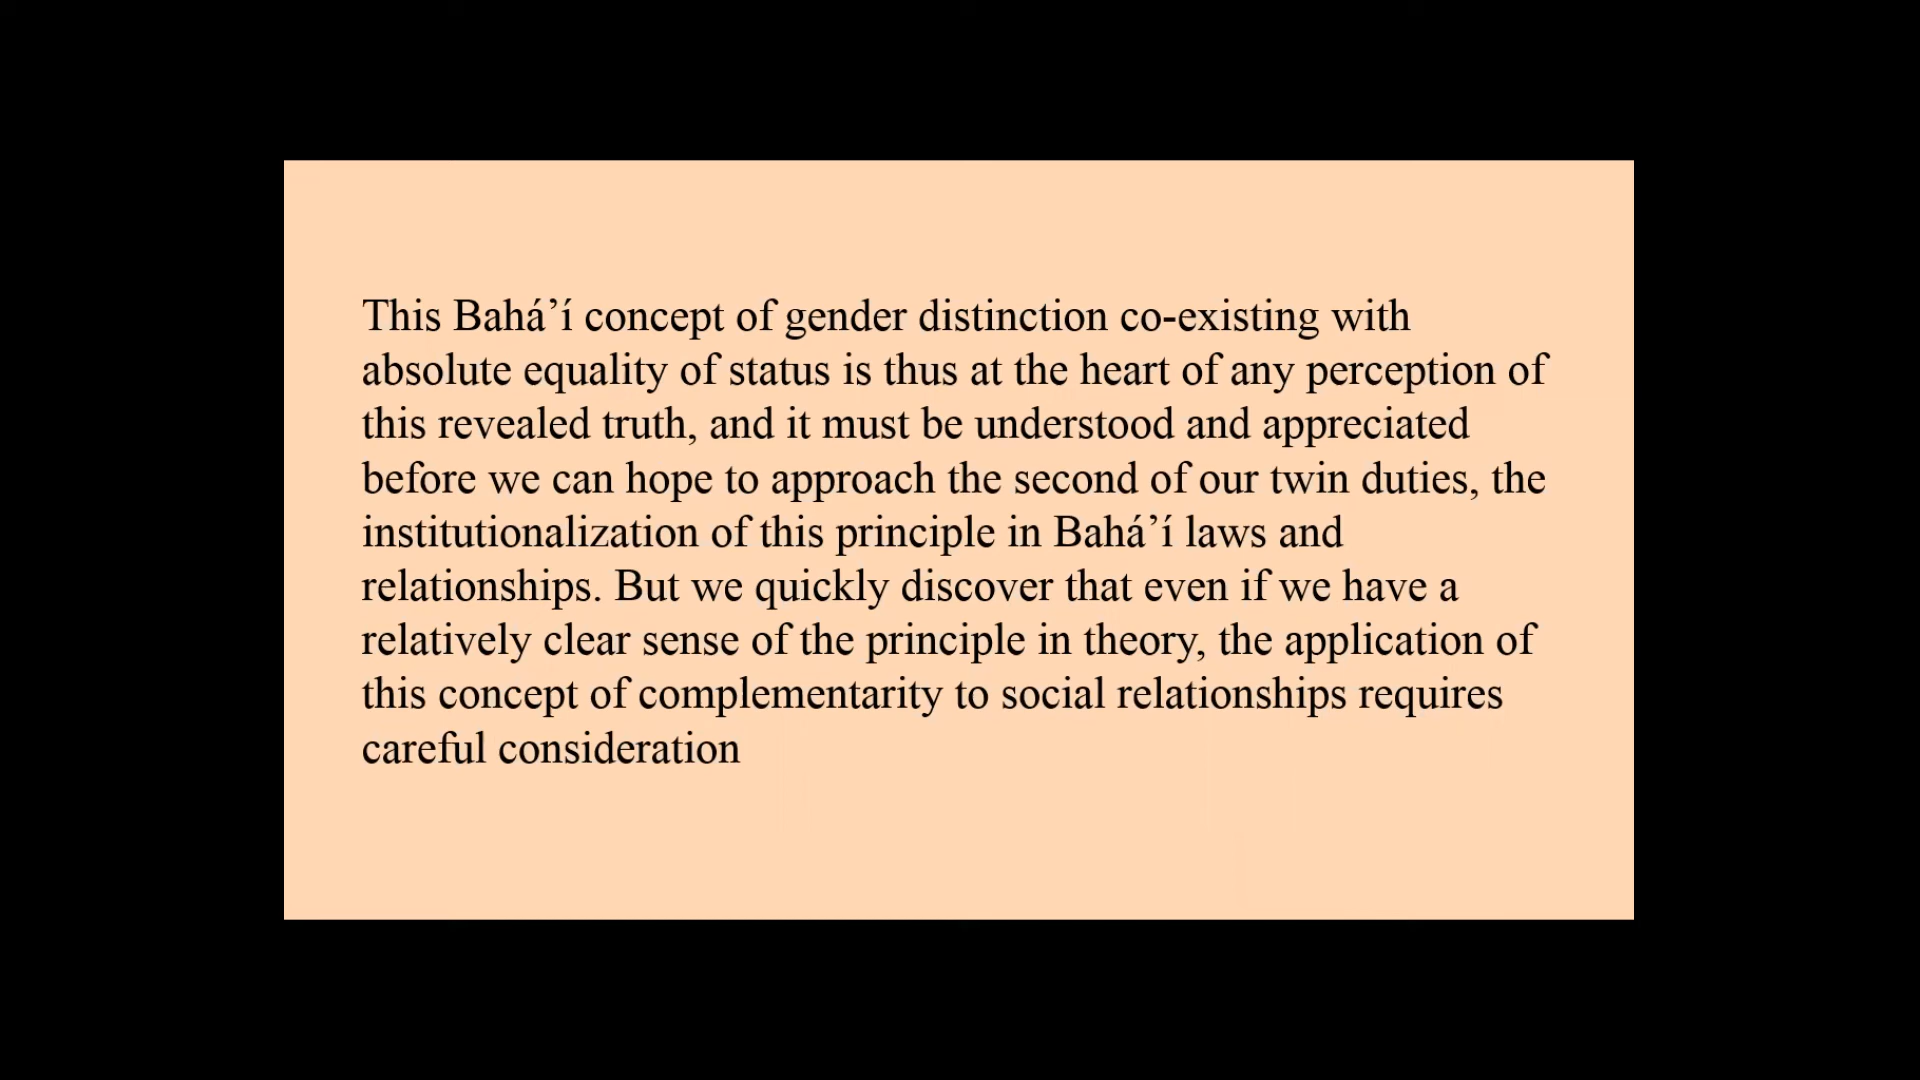 This Bahá’í concept of gender distinction co-existing with
absolute equality of status is thus at the heart of any perception of
this revealed truth, and it must be understood and appreciated
before we can hope to approach the second of our twin duties, the
institutionalization of this principle in Bahá’í laws and
relationships. But we quickly discover that even if we have a
relatively clear sense of the principle in theory, the application of
this concept of complementarity to social relationships requires
careful consideration